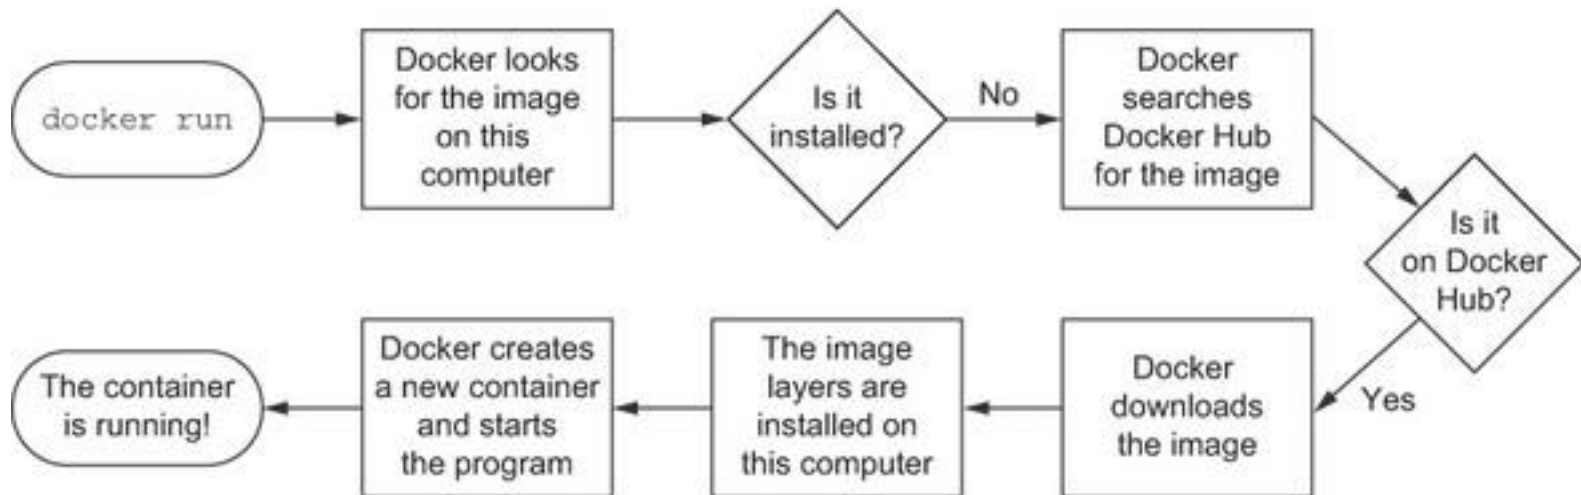 docker run
Docker looks
for the image
on this
computer
Is it
installed?
No
Docker
searches
Docker Hub
for the image
Is it
on Docker
Hub?
Yes
Docker
downloads
the image
The image
layers are
installed on
this computer
Docker creates
a new container
and starts
the program
The container
is running!